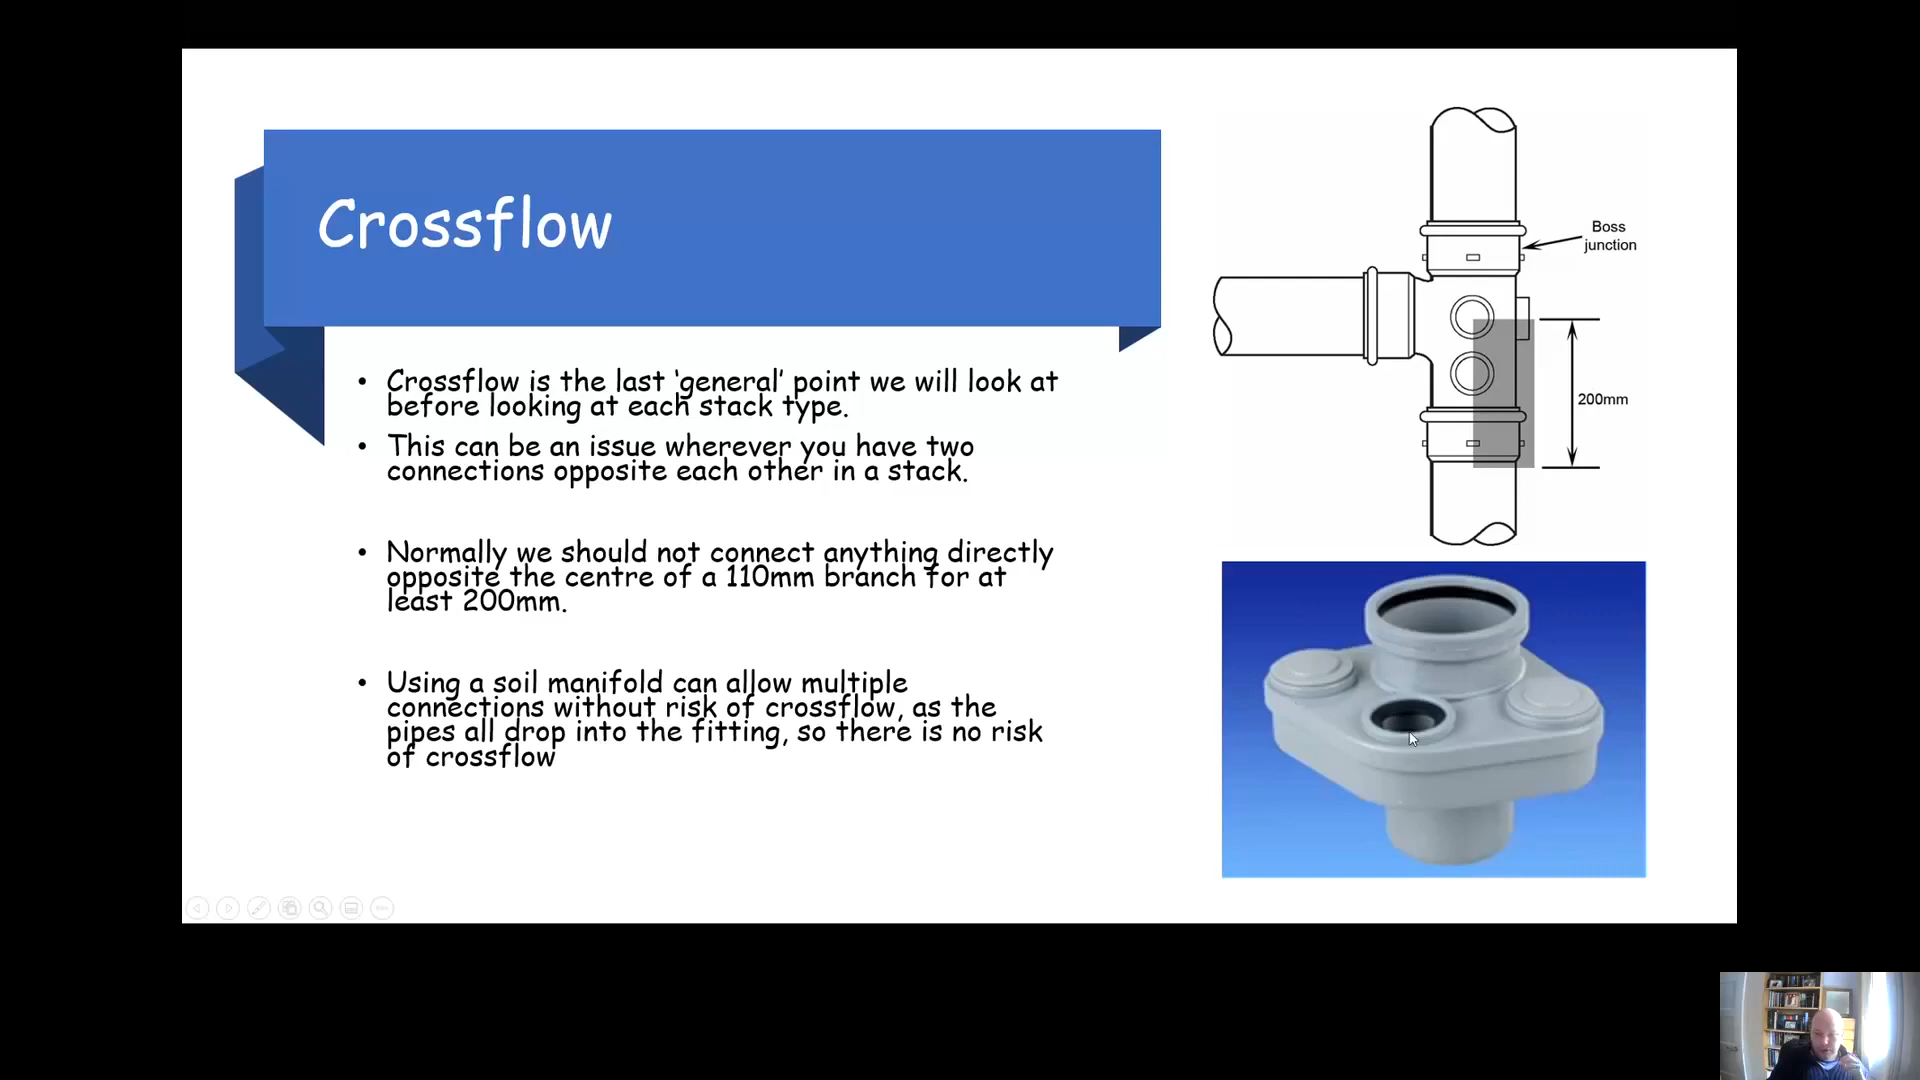 Crossflow
• Crossflow is the last ‘general’ point we will look at
before looking at each stack type.
• This can be an issue wherever you have two
connections opposite each other in a stack.
• Normally we should not connect anything directly
opposite the centre of a 110mm branch for at
least 200mm.
• Using a soil manifold can allow multiple
connections without risk of crossflow, as the
pipes all drop into the fitting, so there is no risk
of crossflow
Boss
junction
200mm